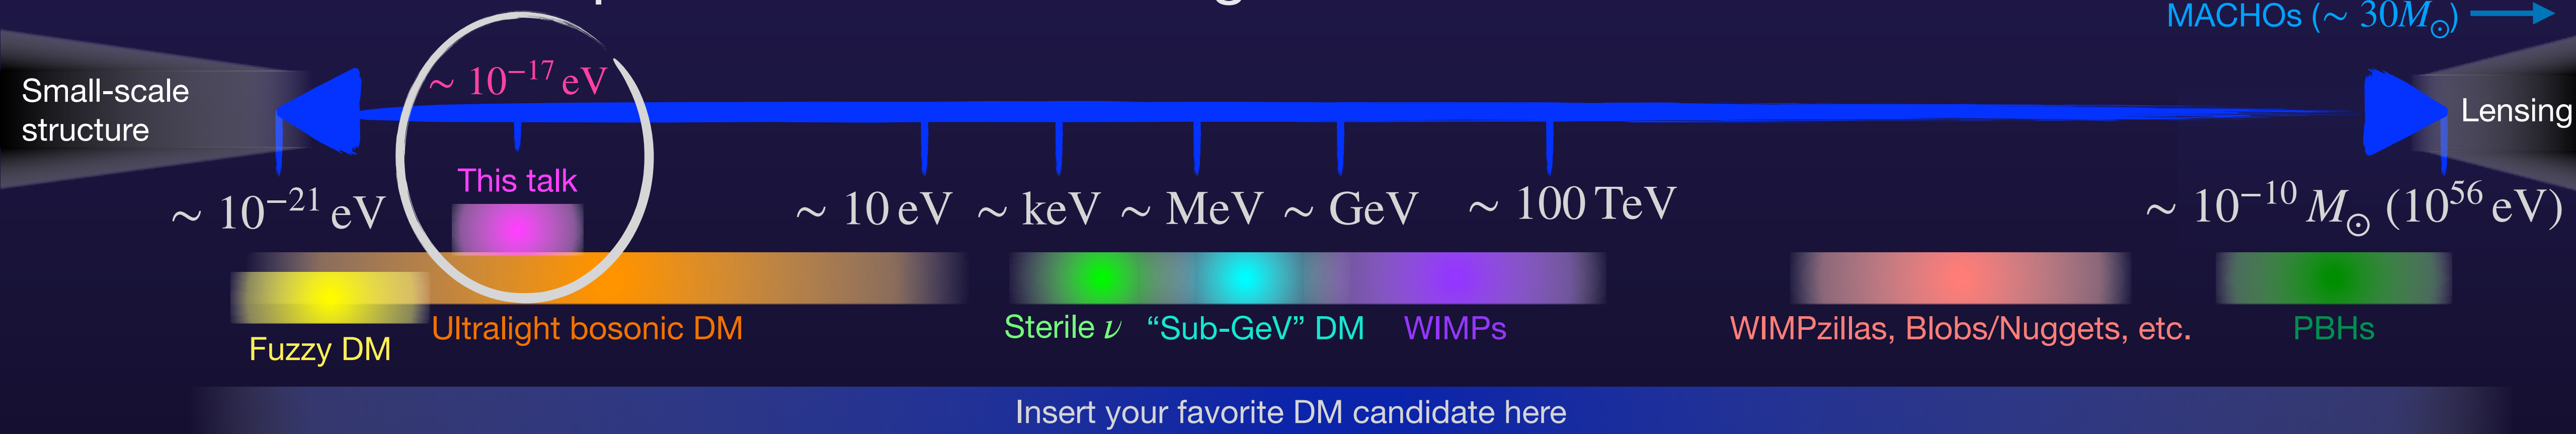 MACHOs (∼ 30M⊙)
Small-scale
structure
∼ 10⁻¹⁷ eV
Lensing
This talk
∼ 10⁻²¹ eV
∼ 10 eV
∼ keV
∼ MeV
∼ GeV
∼ 100 TeV
∼ 10⁻¹⁰ M⊙ (10⁵⁶ eV)
Fuzzy DM
Ultralight bosonic DM
Sterile ν
“Sub-GeV” DM
WIMPs
WIMPzillas, Blobs/Nuggets, etc.
PBHs
Insert your favorite DM candidate here